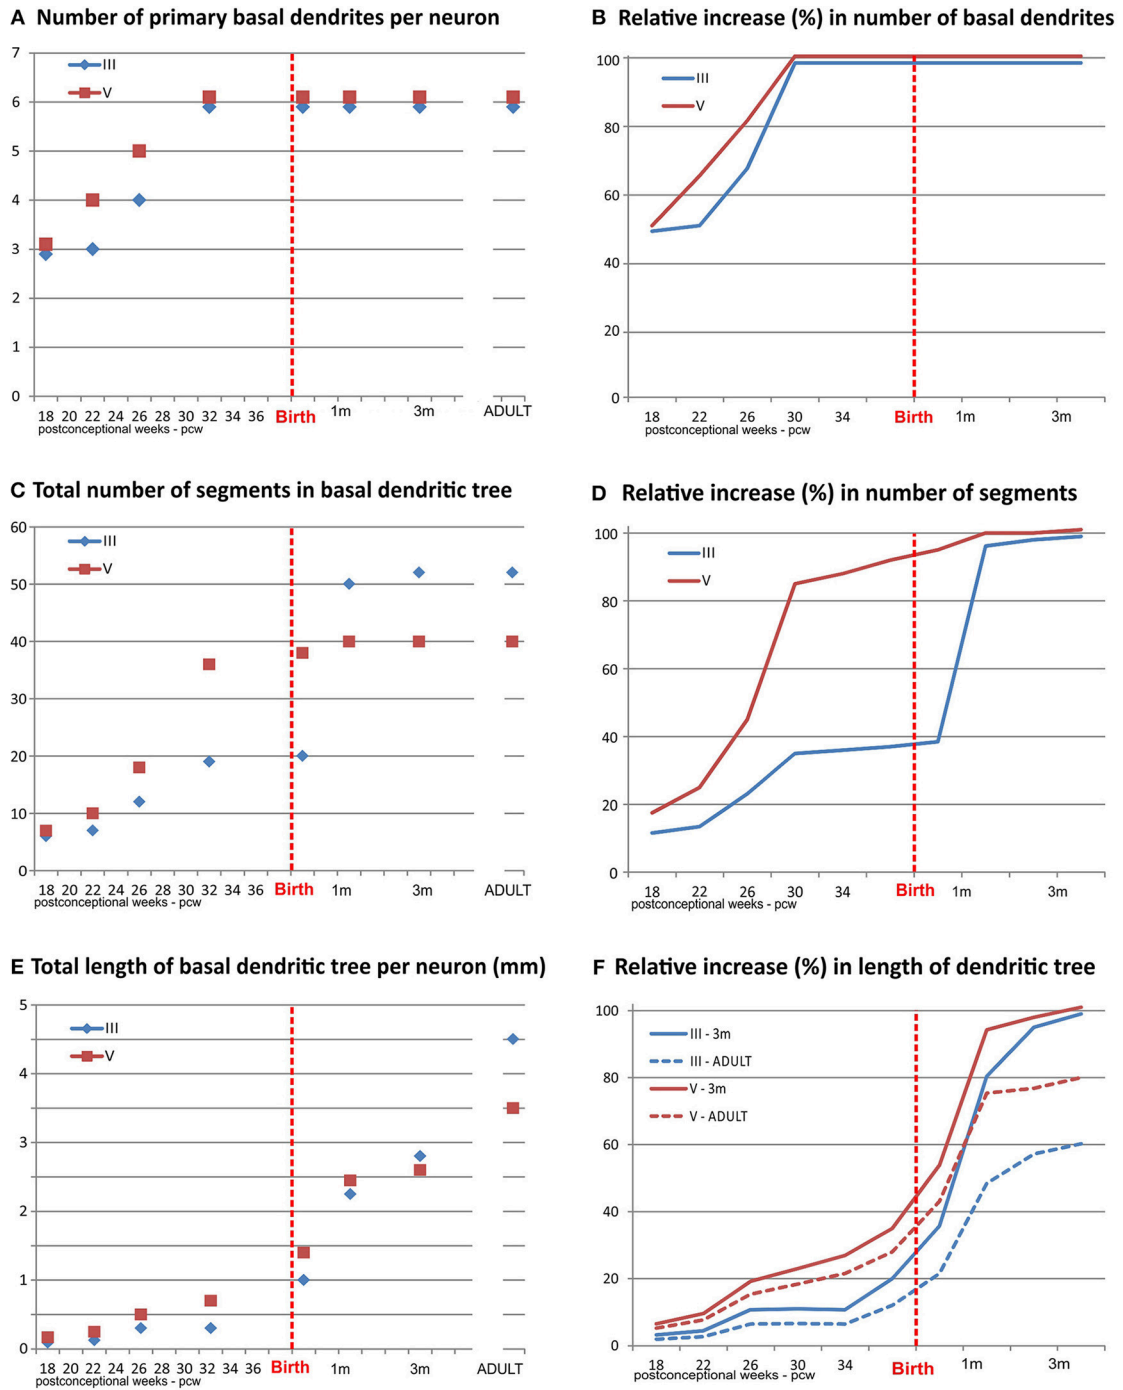 A Number of primary basal dendrites per neuron
7
6
5
4
3
2
1
0
III
V
18 20 22 24 26 28 30 32 34 36 Birth 1m 3m ADULT
postconceptional weeks - pcw
B Relative increase (%) in number of basal dendrites
100
80
60
40
20
0
III
V
18 22 26 30 34 Birth 1m 3m
postconceptional weeks - pcw
C Total number of segments in basal dendritic tree
60
50
40
30
20
10
0
III
V
18 20 22 24 26 28 30 32 34 36 Birth 1m 3m ADULT
postconceptional weeks - pcw
D Relative increase (%) in number of segments
100
80
60
40
20
0
III
V
18 22 26 30 34 Birth 1m 3m
postconceptional weeks - pcw
E Total length of basal dendritic tree per neuron (mm)
5
4
3
2
1
0
III
V
18 20 22 24 26 28 30 32 34 36 Birth 1m 3m ADULT
postconceptional weeks - pcw
F Relative increase (%) in length of dendritic tree
100
80
60
40
20
0
III - 3m
III - ADULT
V - 3m
V - ADULT
18 22 26 30 34 Birth 1m 3m
postconceptional weeks - pcw